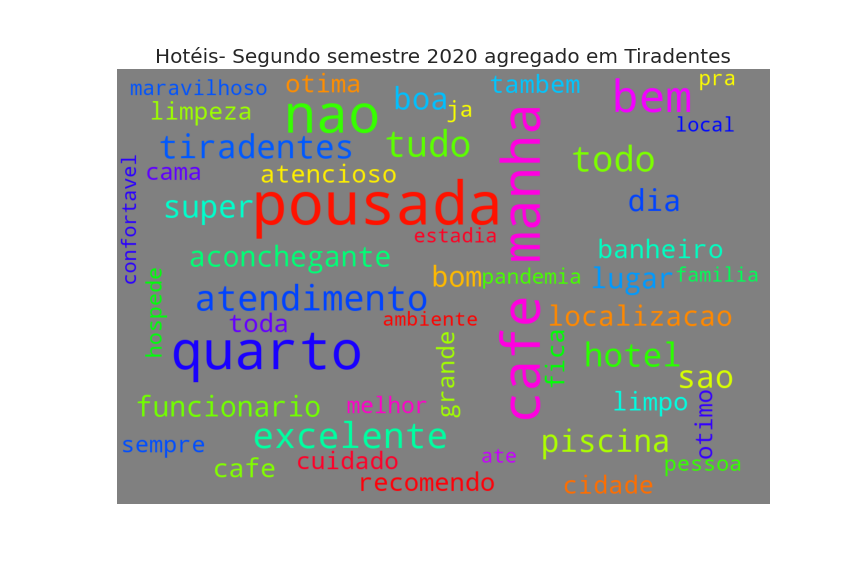 Hotéis- Segundo semestre 2020 agregado em Tiradentes
maravilhoso
otima
tambem
pra
limpeza
nao
boa
ja
bem
local
tiradentes
tudo
cafe manha
todo
cama
atencioso
confortavel
super
pousada
dia
estadia
aconchegante
banheiro
bom
pandemia
lugar
familia
hospede
atendimento
toda
ambiente
localizacao
quarto
grande
fica
hotel
sao
funcionario
melhor
limpo
otimo
sempre
excelente
piscina
cafe
cuidado
ate
pessoa
recomendo
cidade